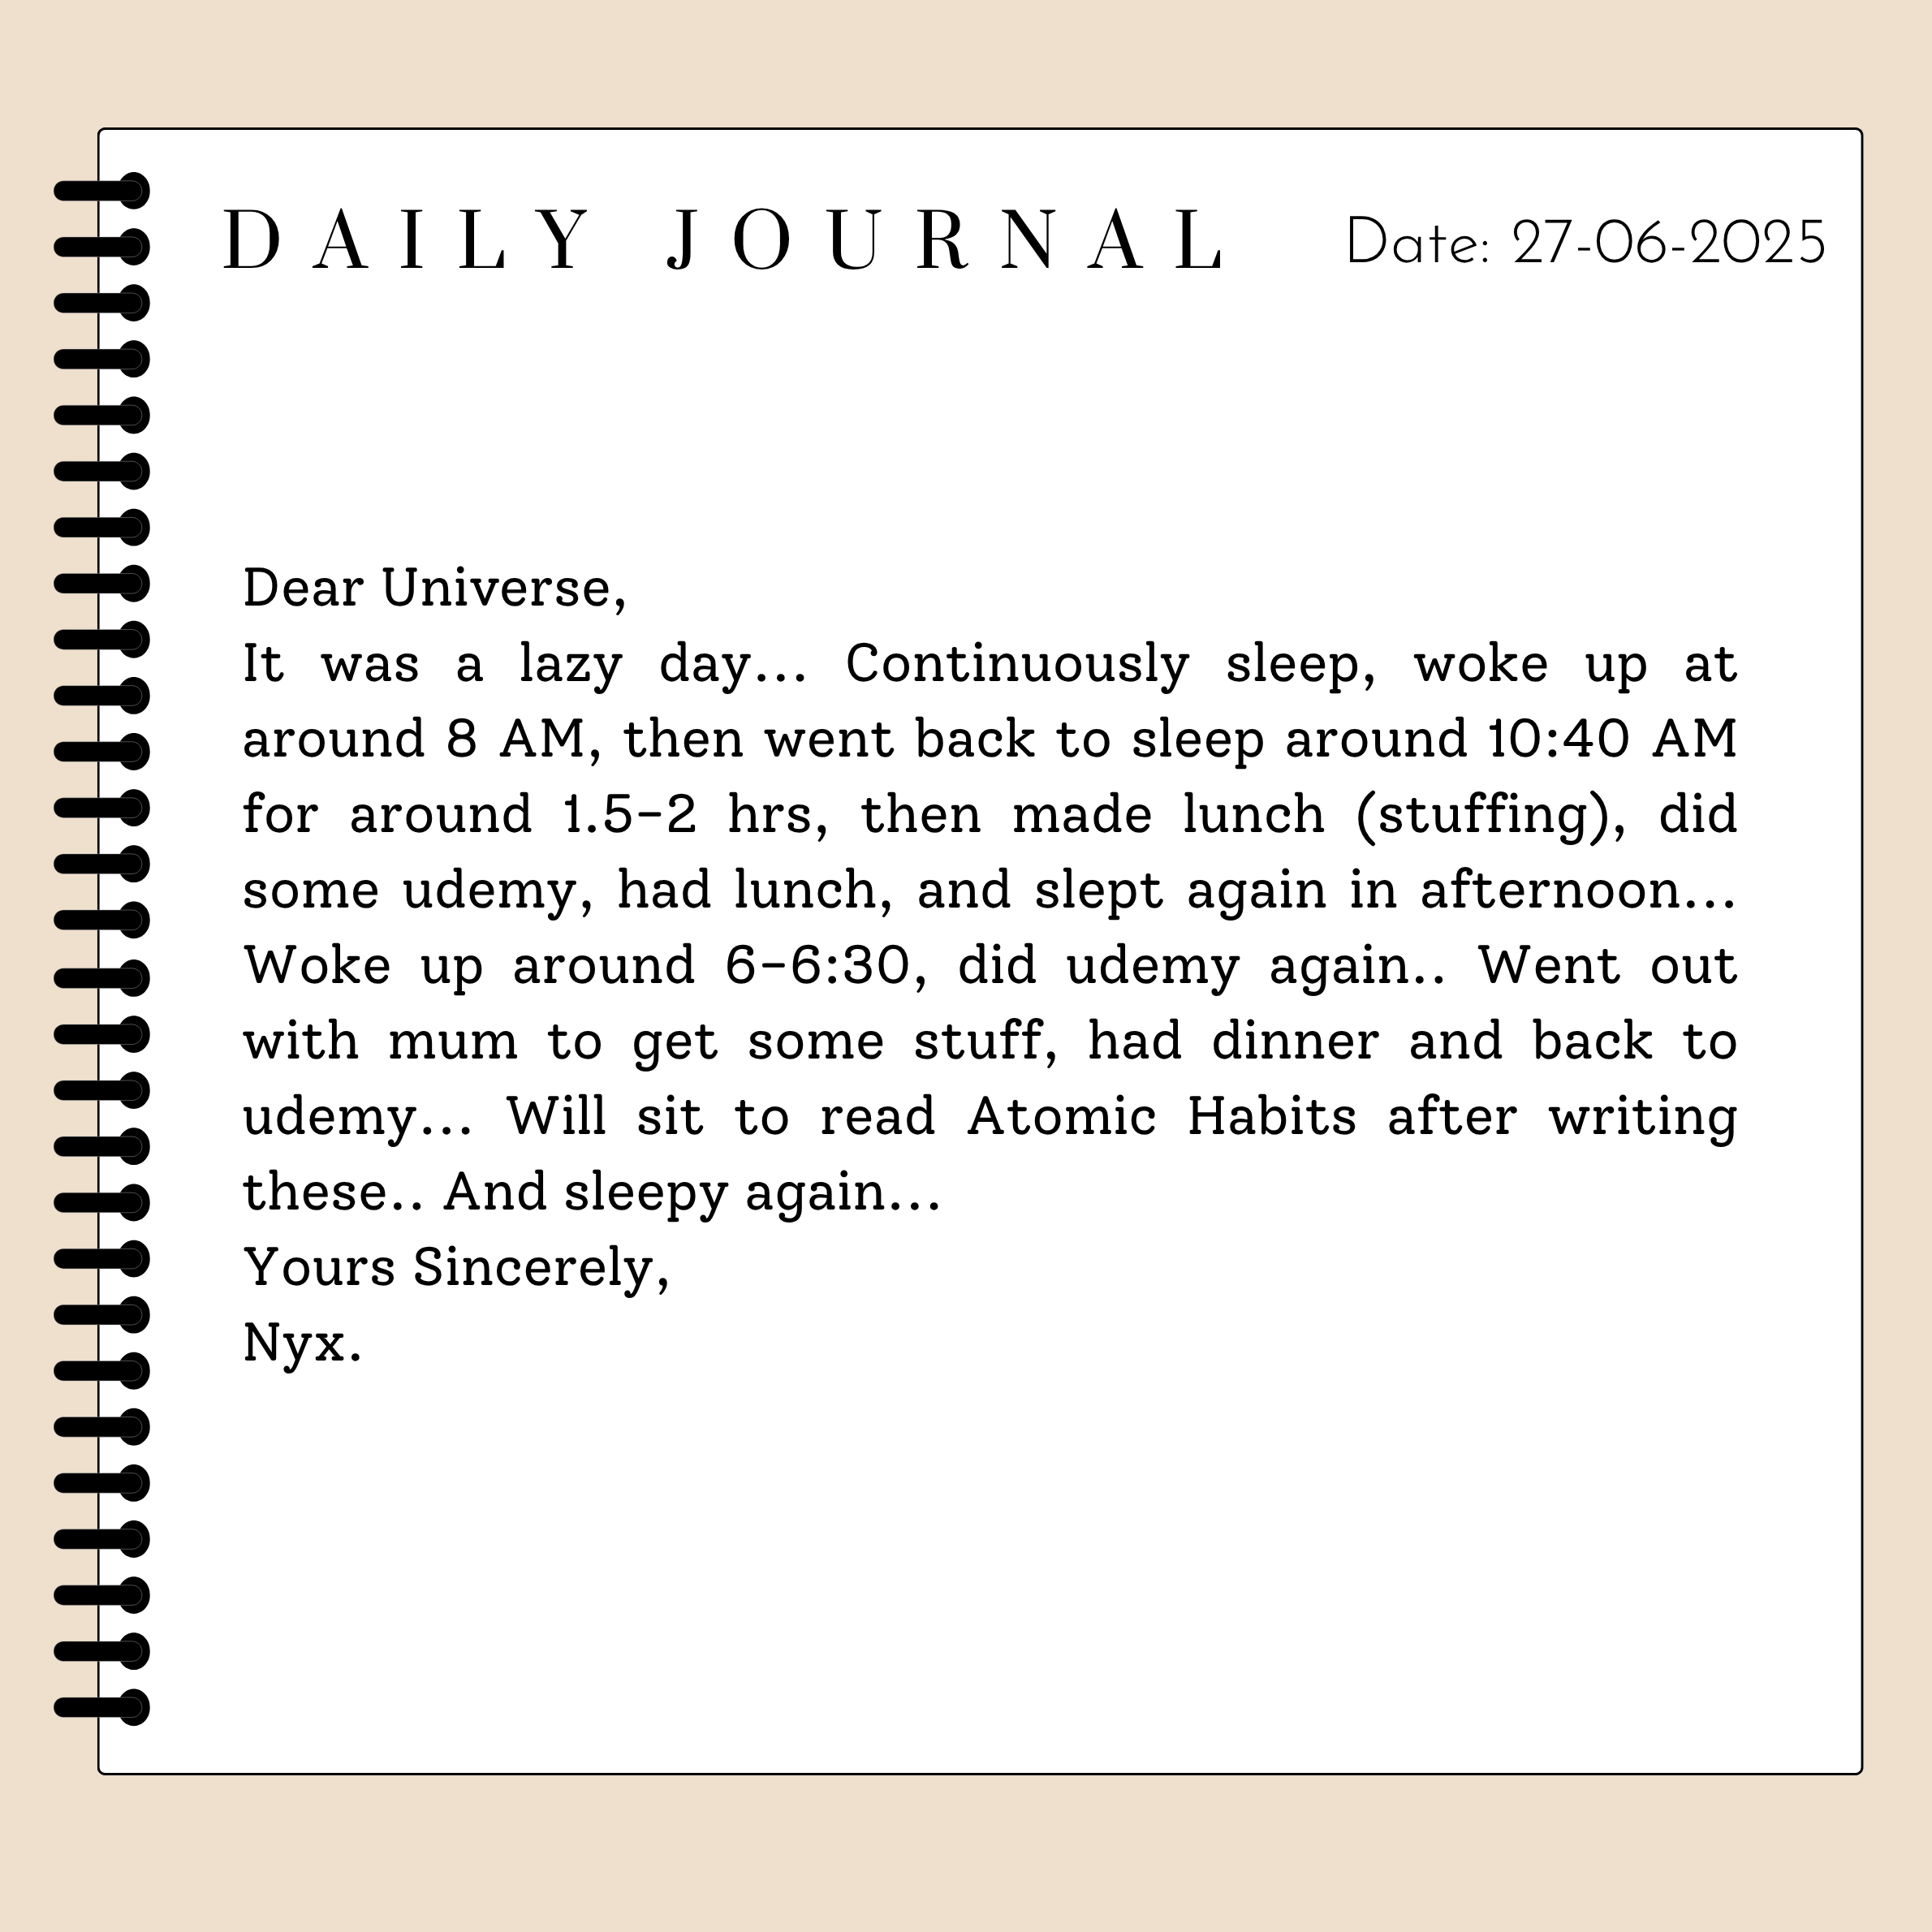 DAILY JOURNAL Date: 27-06-2025
Dear Universe,
It was a lazy day... Continuously sleep, woke up at
around 8 AM, then went back to sleep around 10:40 AM
for around 1.5-2 hrs, then made lunch (stuffing), did
some udemy, had lunch, and slept again in afternoon...
Woke up around 6-6:30, did udemy again.. Went out
with mum to get some stuff, had dinner and back to
udemy... Will sit to read Atomic Habits after writing
these.. And sleepy again...
Yours Sincerely,
Nyx.